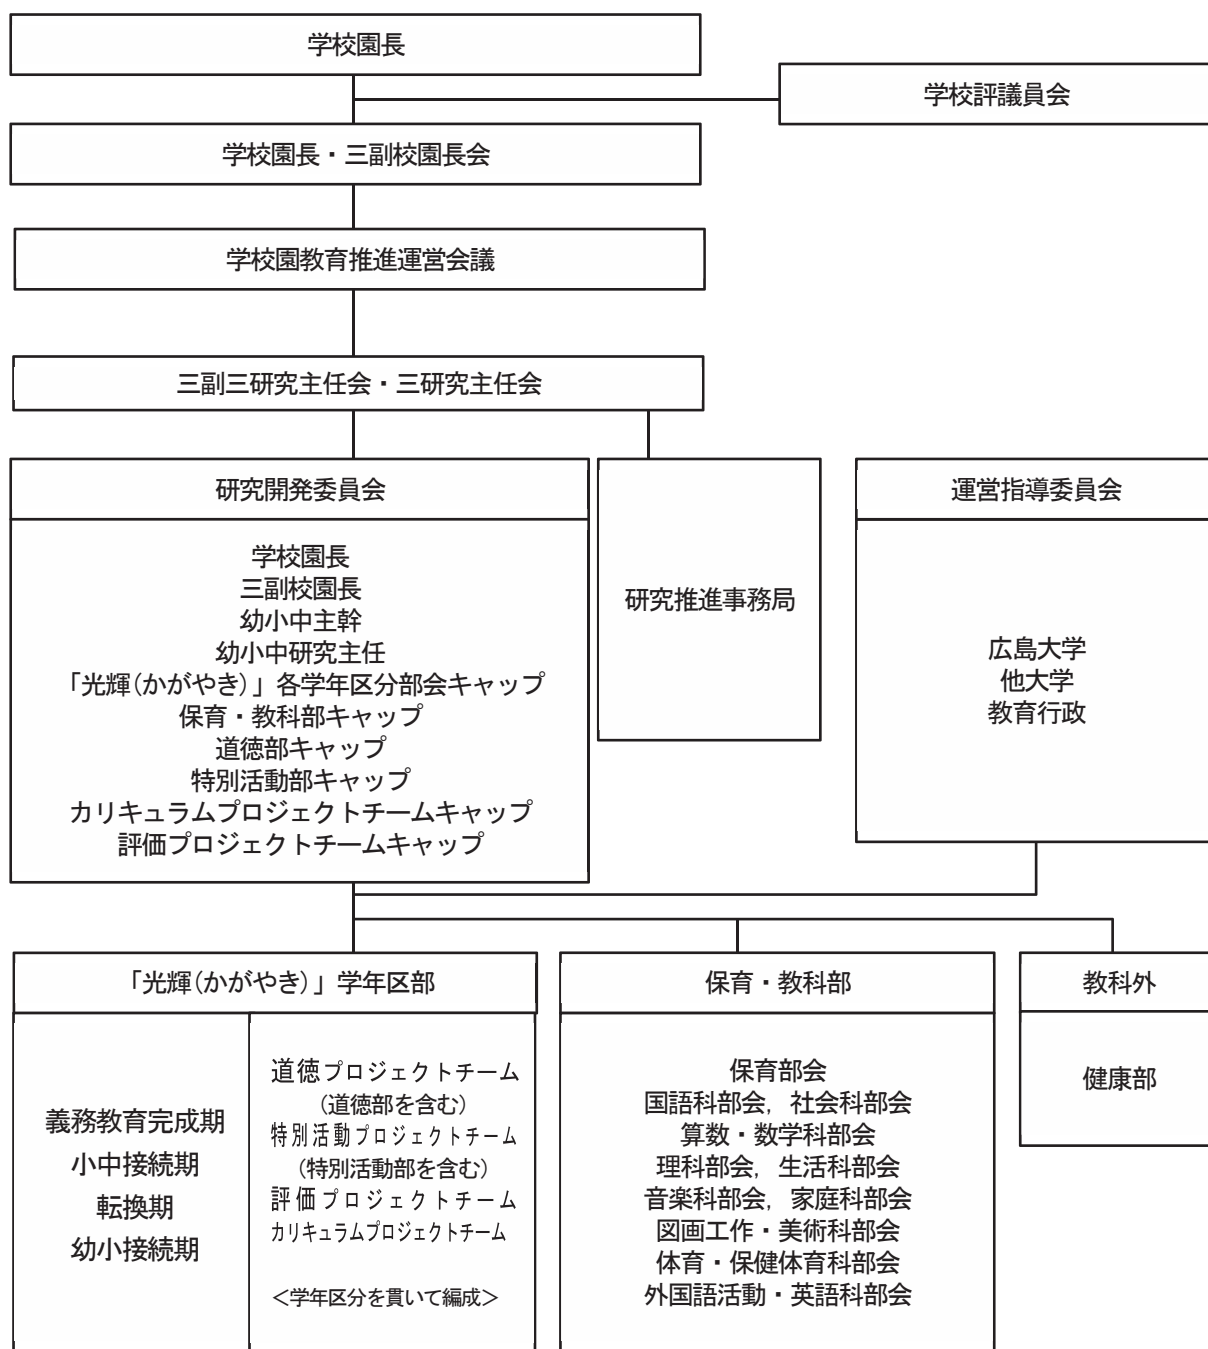 学校園長
学校評議員会
学校園長・三副校園長会
学校園教育推進運営会議
三副三研究主任会・三研究主任会
研究開発委員会
学校園長
三副校園長
幼小中主幹
幼小中研究主任
「光輝(かがやき)」各学年区分部会キャップ
保育・教科部キャップ
道徳部キャップ
特別活動部キャップ
カリキュラムプロジェクトチームキャップ
評価プロジェクトチームキャップ
研究推進事務局
運営指導委員会
広島大学
他大学
教育行政
「光輝(かがやき)」学年区部
義務教育完成期
小中接続期
転換期
幼小接続期
道徳プロジェクトチーム
(道徳部を含む)
特別活動プロジェクトチーム
(特別活動部を含む)
評価プロジェクトチーム
カリキュラムプロジェクトチーム
<学年区分を貫いて編成>
保育・教科部
保育部会
国語科部会，社会科部会
算数・数学科部会
理科部会，生活科部会
音楽科部会，家庭科部会
図画工作・美術科部会
体育・保健体育科部会
外国語活動・英語科部会
教科外
健康部